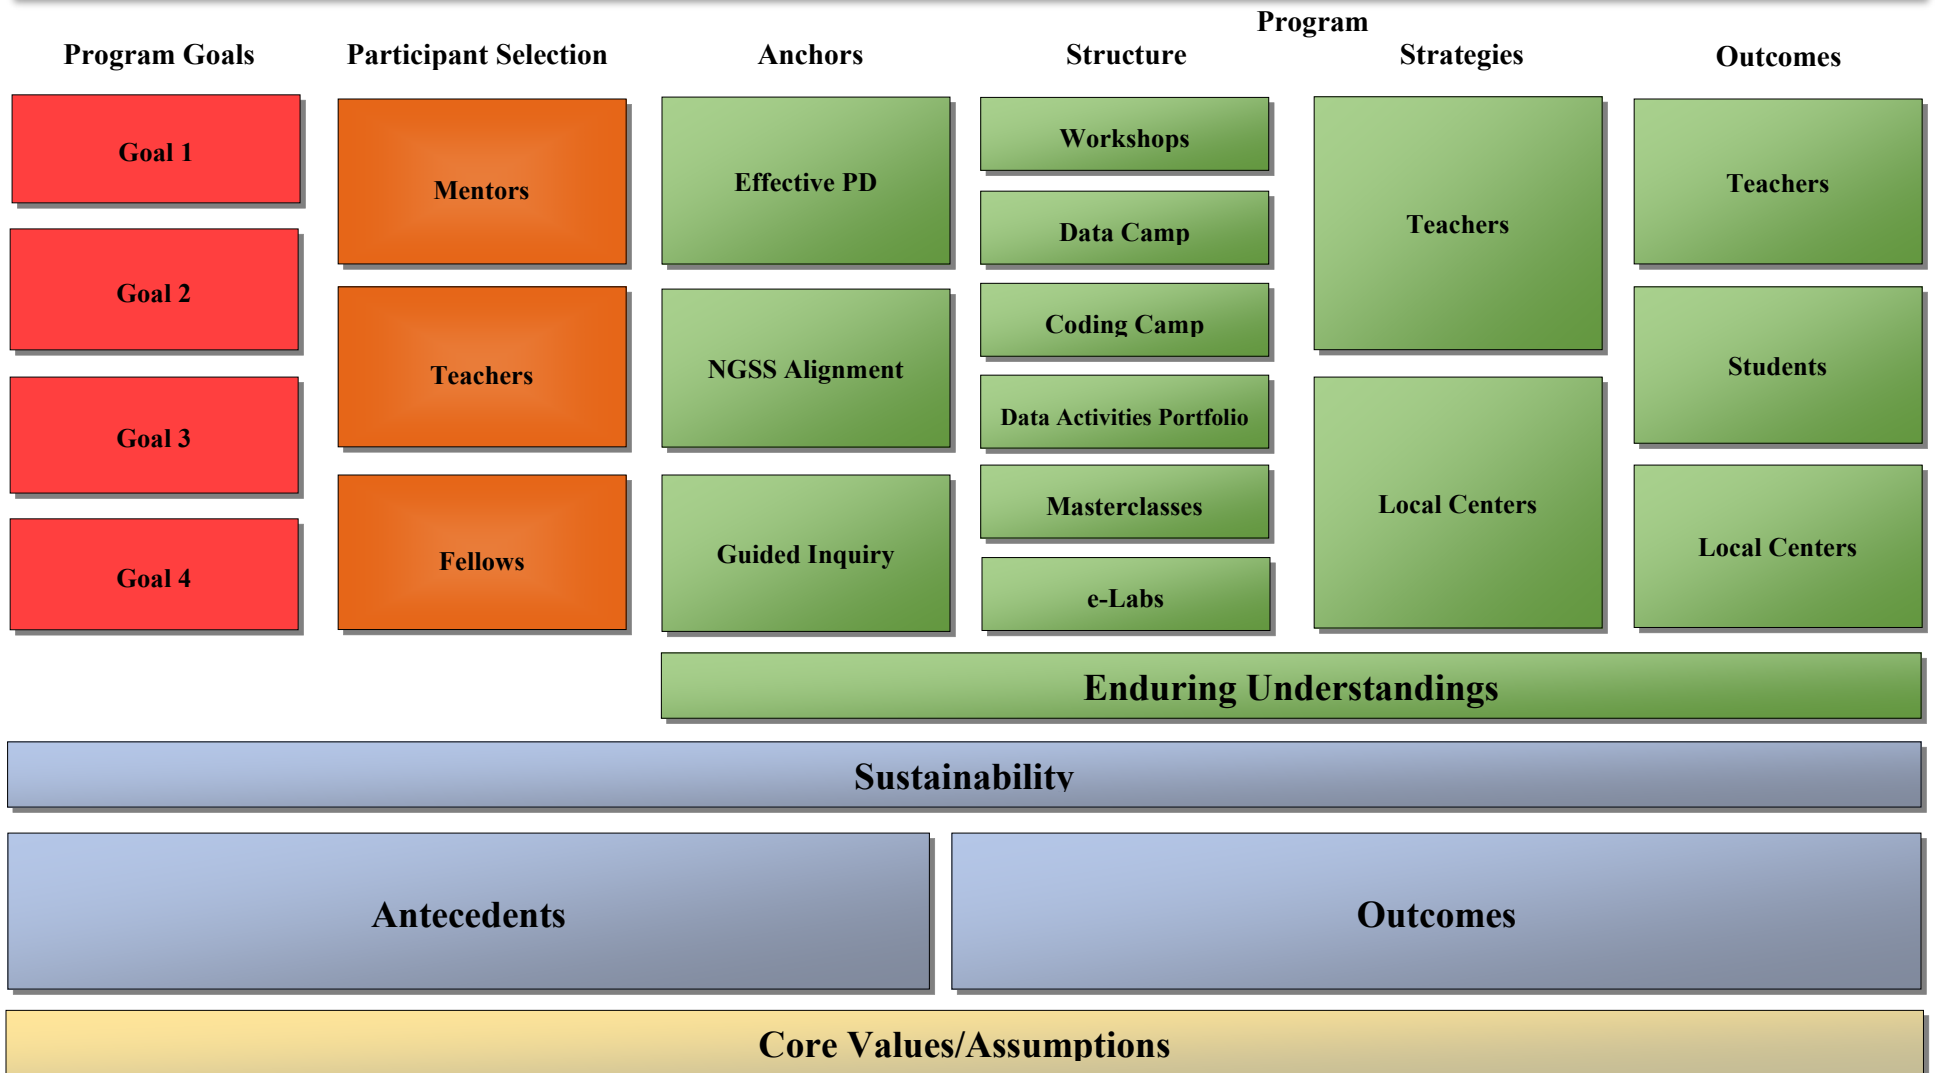 Program
Program Goals
Participant Selection
Anchors
Structure
Strategies
Outcomes
Goal 1
Goal 2
Goal 3
Goal 4
Mentors
Teachers
Fellows
Effective PD
NGSS Alignment
Guided Inquiry
Workshops
Data Camp
Coding Camp
Data Activities Portfolio
Masterclasses
e-Labs
Teachers
Local Centers
Teachers
Students
Local Centers
Enduring Understandings
Sustainability
Antecedents
Outcomes
Core Values/Assumptions